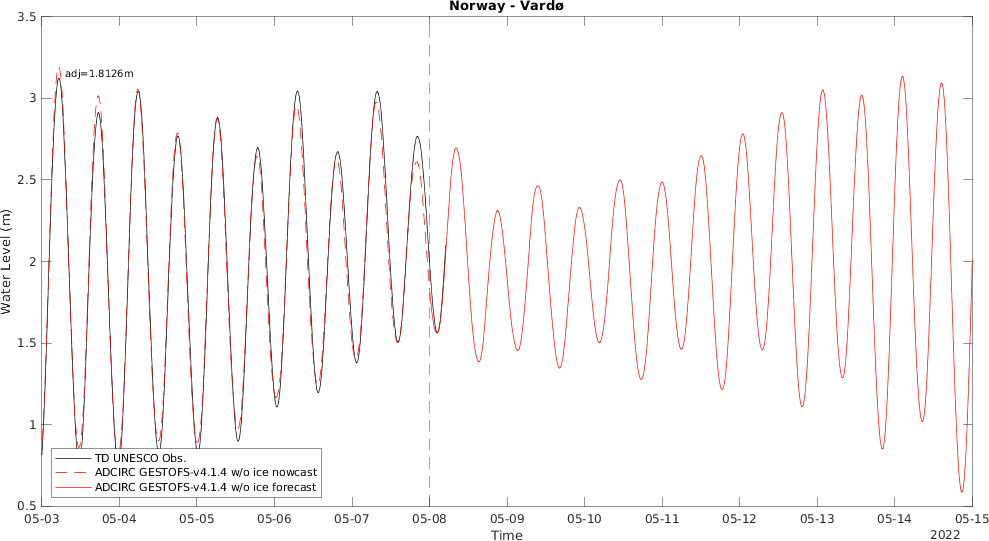 Norway - Vardø
3.5
3
2.5
2
1.5
1
0.5
Water Level (m)
adj=1.8126m
TD UNESCO Obs.
ADCIRC GESTOFS-v4.1.4 w/o ice nowcast
ADCIRC GESTOFS-v4.1.4 w/o ice forecast
05-03 05-04 05-05 05-06 05-07 05-08 05-09 05-10 05-11 05-12 05-13 05-14 05-15
Time
2022